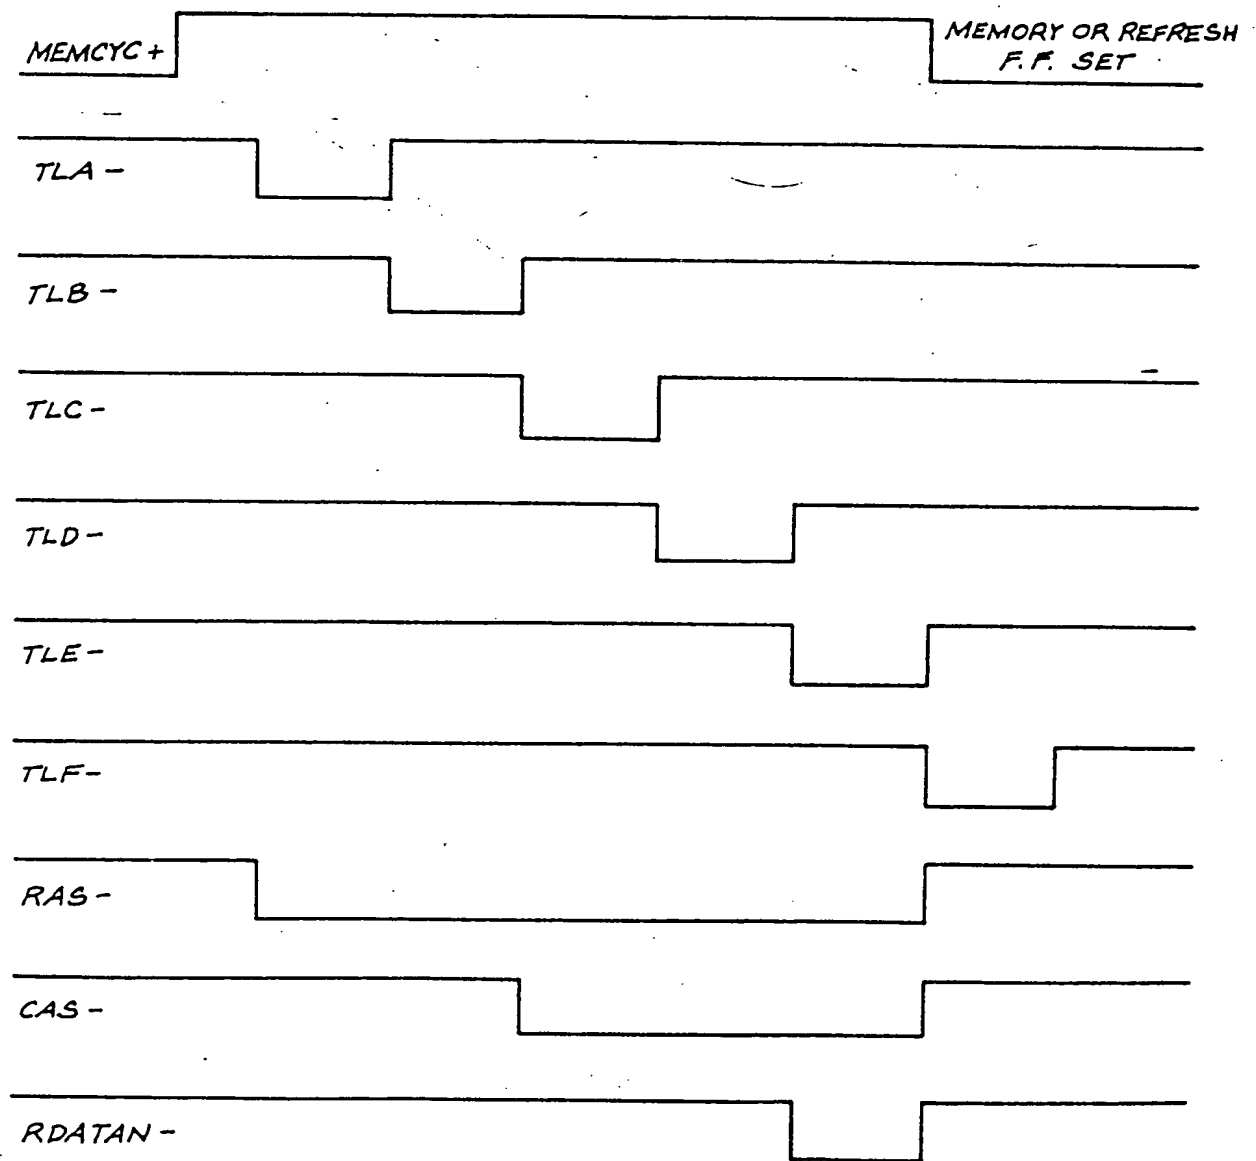 MEMCYC +
MEMORY OR REFRESH
F.F. SET
TLA -
TLB -
TLC -
TLD -
TLE -
TLF -
RAS -
CAS -
RDATAN -